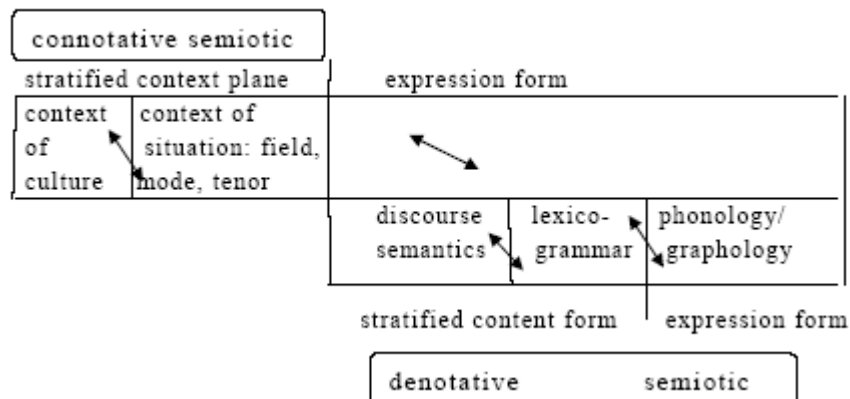 connotative semiotic
stratified context plane expression form
context context of
of situation: field,
culture mode, tenor
discourse lexico- phonology/
semantics grammar graphology
stratified content form expression form
denotative semiotic